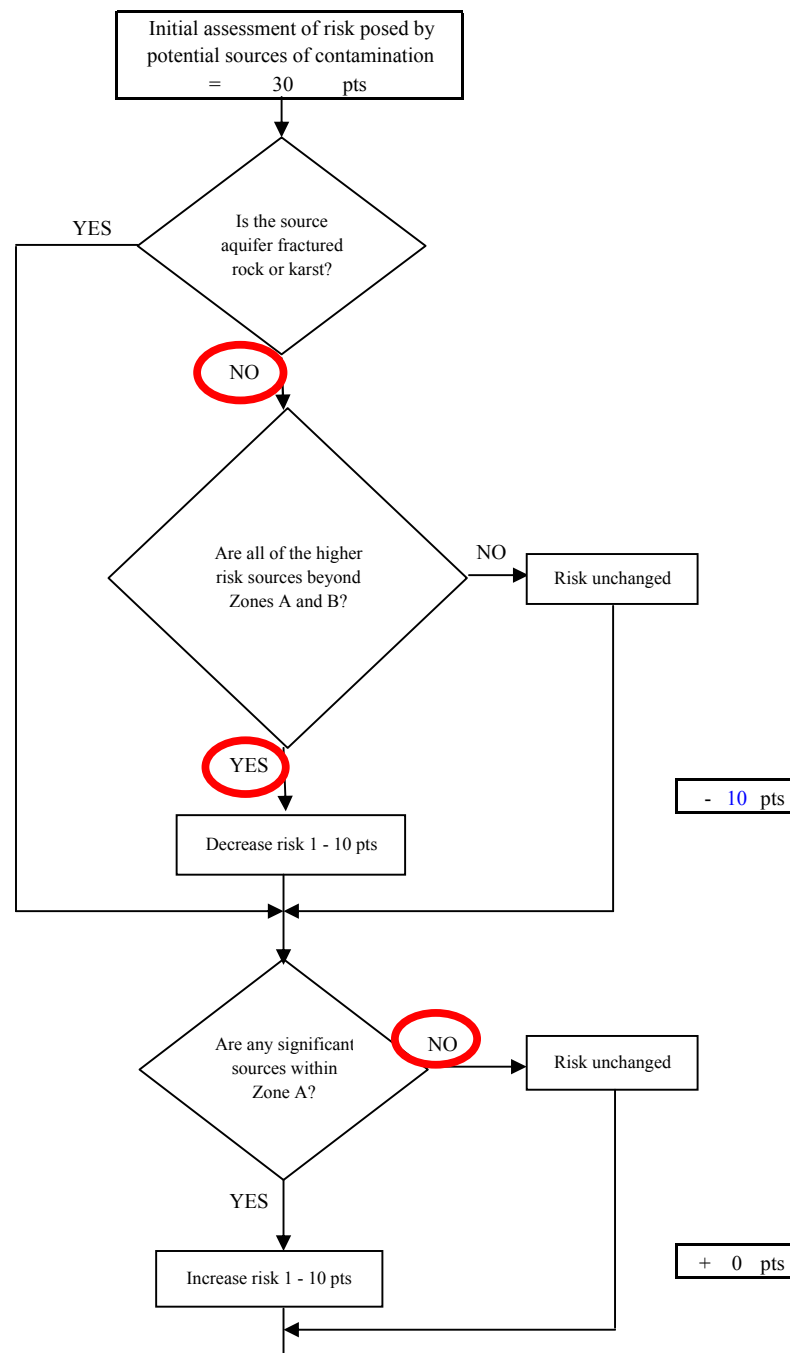 Initial assessment of risk posed by
potential sources of contamination
= 30 pts
YES
Is the source
aquifer fractured
rock or karst?
NO
Are all of the higher
risk sources beyond
Zones A and B?
NO
Risk unchanged
YES
- 10 pts
Decrease risk 1 - 10 pts
Are any significant
sources within
Zone A?
NO
Risk unchanged
YES
+ 0 pts
Increase risk 1 - 10 pts